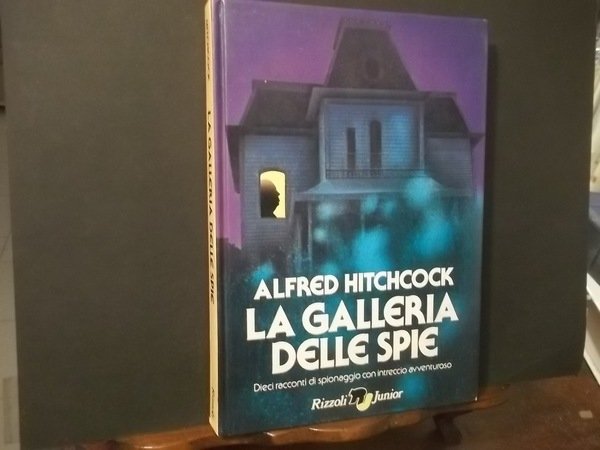 ALFRED HITCHCOCK
LA GALLERIA
DELLE SPIE
Dieci racconti di spionaggio con intreccio avventuroso
Rizzoli Junior
LA GALLERIA DELLE SPIE